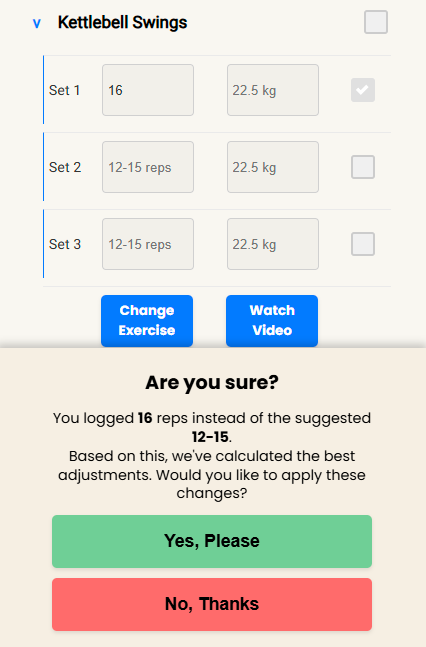 v Kettlebell Swings
Set 1 16 22.5 kg
Set 2 12-15 reps 22.5 kg
Set 3 12-15 reps 22.5 kg
Change Exercise
Watch Video
Are you sure?
You logged 16 reps instead of the suggested
12-15.
Based on this, we've calculated the best
adjustments. Would you like to apply these
changes?
Yes, Please
No, Thanks